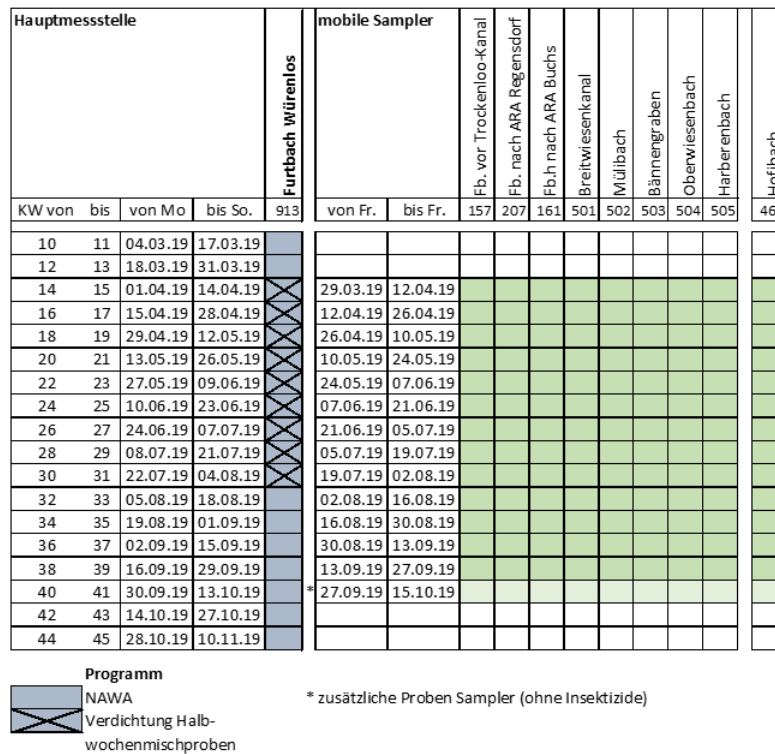 Hauptmessstelle mobile Sampler
Furtbach Würenlos
Fb. vor Trockenloo-Kanal
Fb. nach ARA Regensdorf
Fb.h nach ARA Buchs
Breitwiesenkanal
Mülibach
Bännengraben
Oberwiesenbach
Harberenbach
Hofibach
KW von bis von Mo bis So. 913 von Fr. bis Fr. 157 207 161 501 502 503 504 505 46
10 11 04.03.19 17.03.19
12 13 18.03.19 31.03.19
14 15 01.04.19 14.04.19 29.03.19 12.04.19
16 17 15.04.19 28.04.19 12.04.19 26.04.19
18 19 29.04.19 12.05.19 26.04.19 10.05.19
20 21 13.05.19 26.05.19 10.05.19 24.05.19
22 23 27.05.19 09.06.19 24.05.19 07.06.19
24 25 10.06.19 23.06.19 07.06.19 21.06.19
26 27 24.06.19 07.07.19 21.06.19 05.07.19
28 29 08.07.19 21.07.19 05.07.19 19.07.19
30 31 22.07.19 04.08.19 19.07.19 02.08.19
32 33 05.08.19 18.08.19 02.08.19 16.08.19
34 35 19.08.19 01.09.19 16.08.19 30.08.19
36 37 02.09.19 15.09.19 30.08.19 13.09.19
38 39 16.09.19 29.09.19 13.09.19 27.09.19
40 41 30.09.19 13.10.19 * 27.09.19 15.10.19
42 43 14.10.19 27.10.19
44 45 28.10.19 10.11.19
Programm
NAWA * zusätzliche Proben Sampler (ohne Insektizide)
Verdichtung Halb-
wochenmischproben